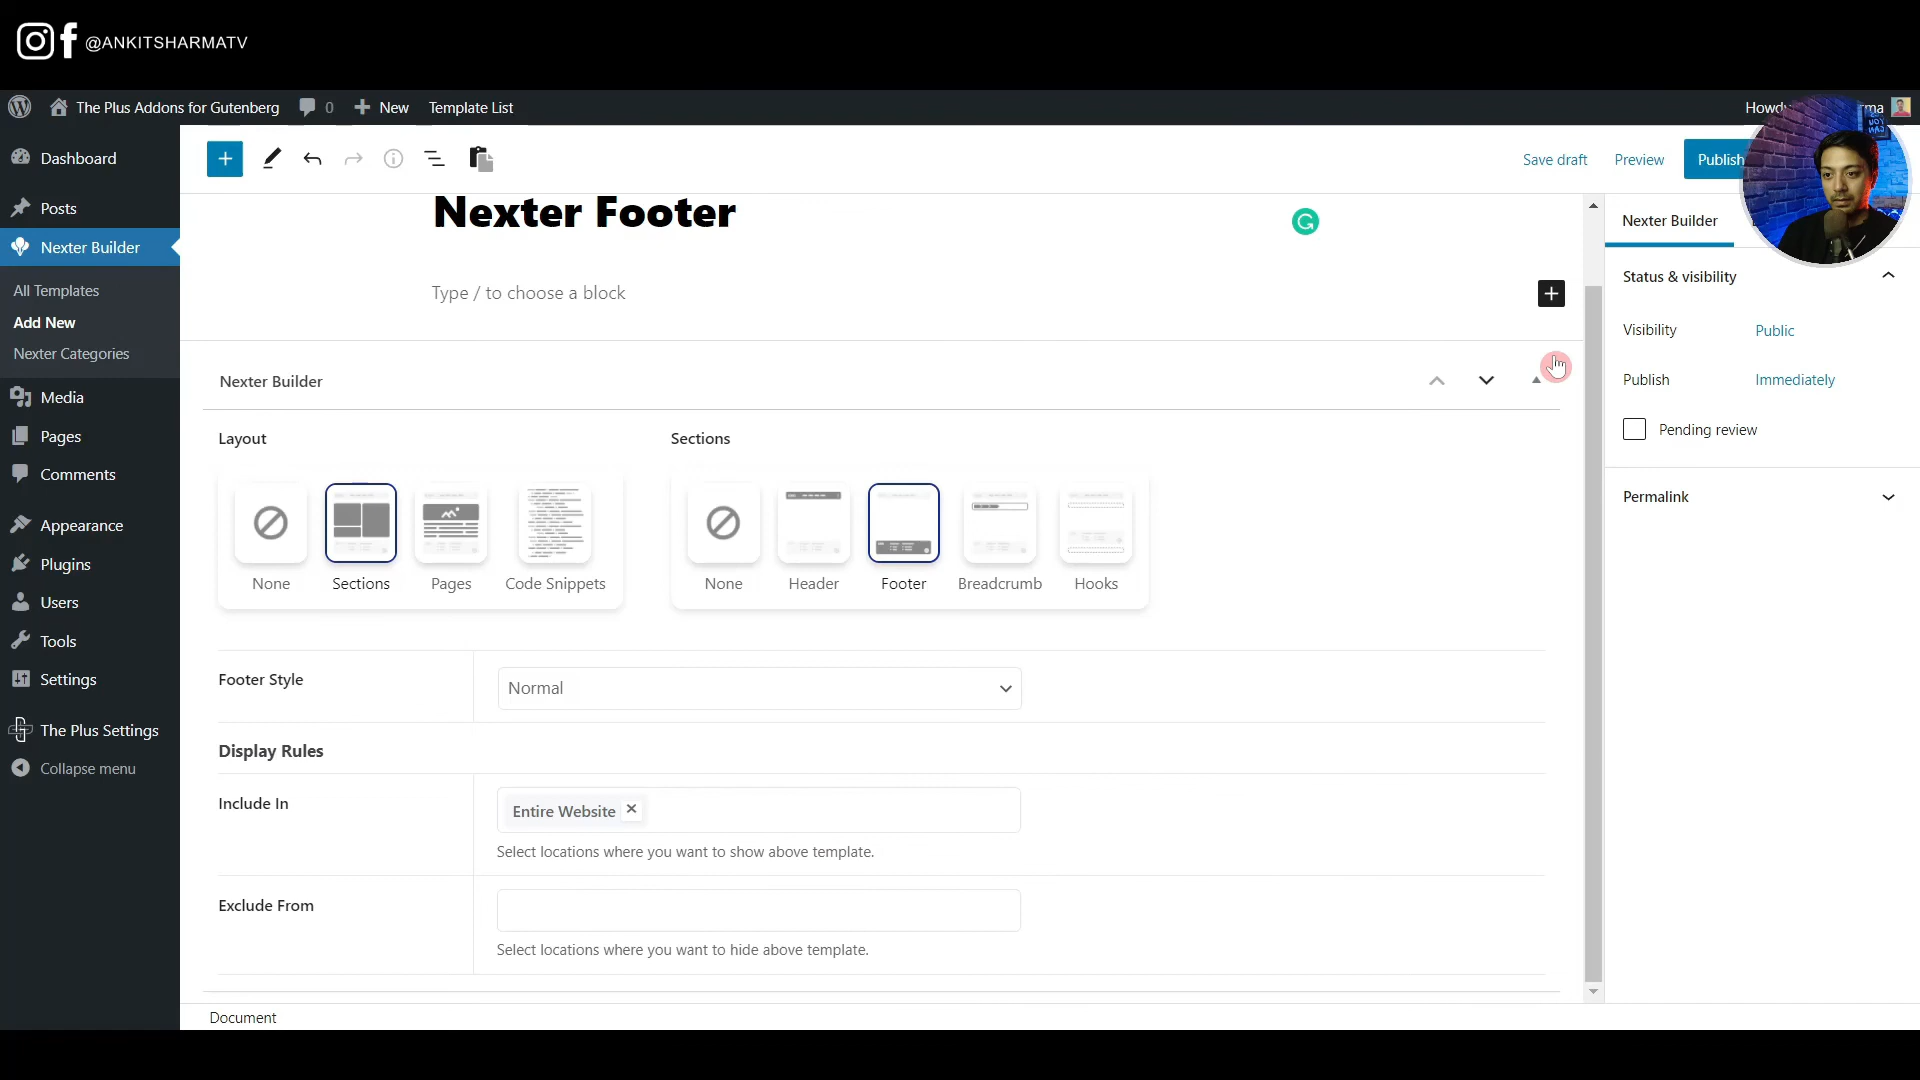 @ANKITSHARMATV
The Plus Addons for Gutenberg
0
New
Template List
Dashboard
Posts
Nexter Builder
All Templates
Add New
Nexter Categories
Media
Pages
Comments
Appearance
Plugins
Users
Tools
Settings
The Plus Settings
Collapse menu
Save draft
Preview
Publish
Nexter Footer
Type / to choose a block
Nexter Builder
Layout
None
Sections
Pages
Code Snippets
Sections
None
Header
Footer
Breadcrumb
Hooks
Footer Style
Normal
Display Rules
Include In
Entire Website
Select locations where you want to show above template.
Exclude From
Select locations where you want to hide above template.
Document
Nexter Builder
Status & visibility
Visibility
Public
Publish
Immediately
Pending review
Permalink